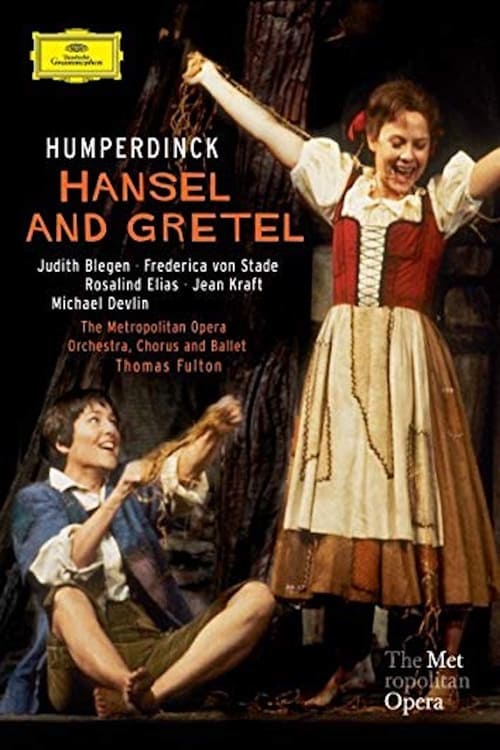 Deutsche
Grammophon
HUMPERDINCK
HANSEL
AND GRETEL
Judith Blegen · Frederica von Stade
Rosalind Elias · Jean Kraft
Michael Devlin
The Metropolitan Opera
Orchestra, Chorus and Ballet
Thomas Fulton
The Met
ropolitan
Opera